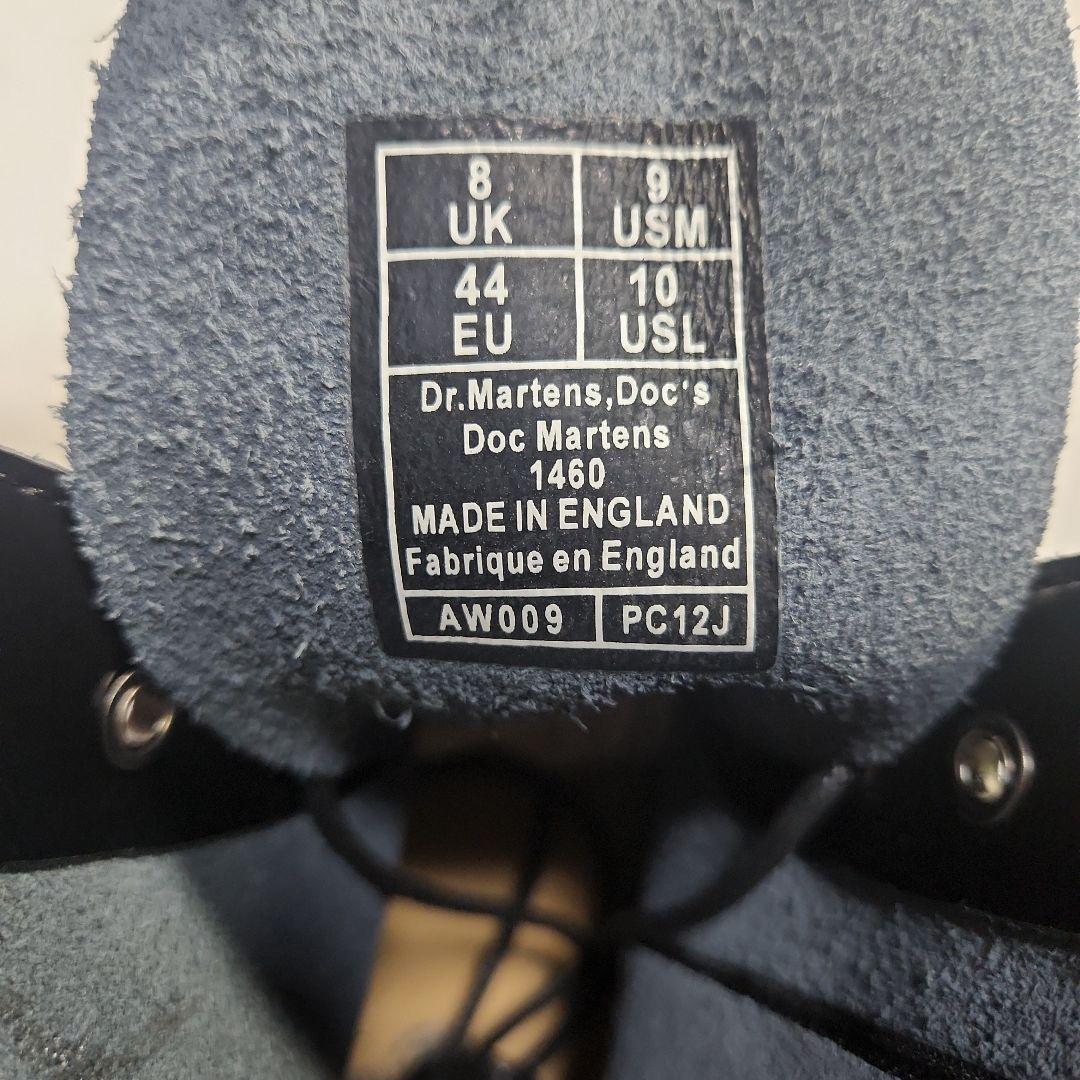 8 UK
9 USM
44 EU
10 USL
Dr.Martens,Doc's
Doc Martens
1460
MADE IN ENGLAND
Fabrique en England
AW009
PC12J